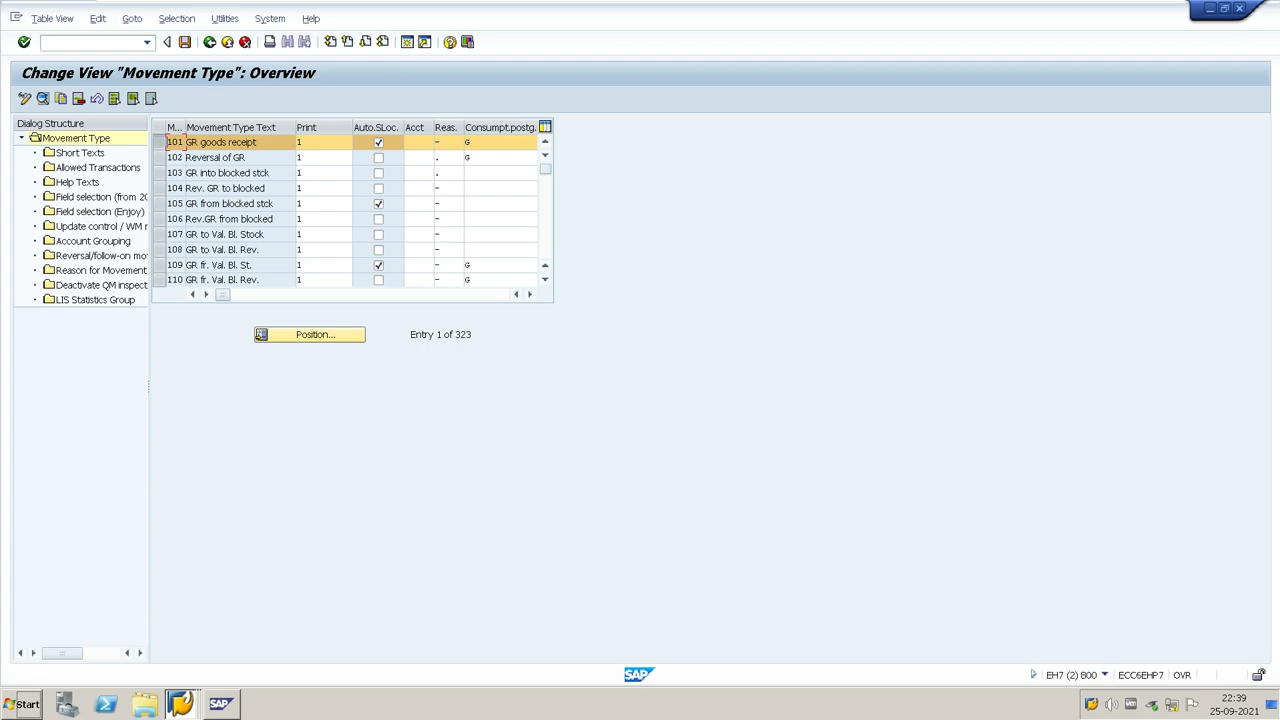 Table View Edit Goto Selection Utilities System Help
Change View "Movement Type": Overview
Dialog Structure
Movement Type
Short Texts
Allowed Transactions
Help Texts
Field selection (from 20
Field selection (Enjoy)
Update control / WM m
Account Grouping
Reversal/follow-on mo
Reason for Movement
Deactivate QM inspect
LIS Statistics Group
M... Movement Type Text Print Auto.SLoc. Acct Reas. Consumpt.postg.
101 GR goods receipt 1 - G
102 Reversal of GR 1 . G
103 GR into blocked stck 1 .
104 Rev. GR to blocked 1 -
105 GR from blocked stck 1 -
106 Rev.GR from blocked 1 -
107 GR to Val. Bl. Stock 1 -
108 GR to Val. Bl. Rev. 1 -
109 GR fr. Val. Bl. St. 1 - G
110 GR fr. Val. Bl. Rev. 1 - G
Position... Entry 1 of 323
SAP
EH7 (2) 800 ECC6EHP7 OVR
Start SAP
22:39
25-09-2021